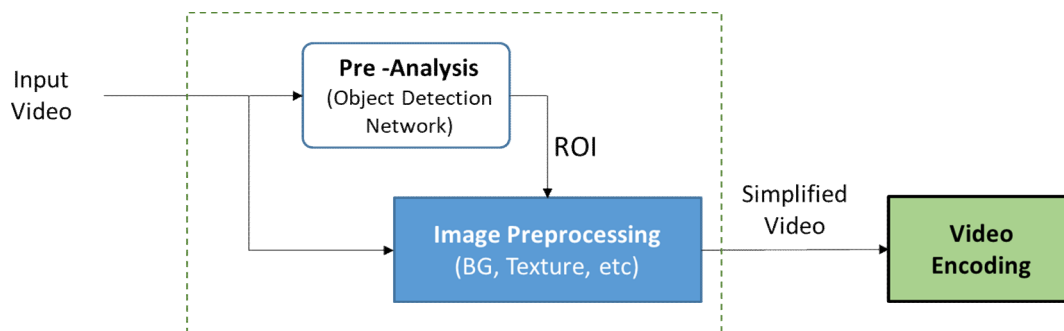 Input
Video
Pre -Analysis
(Object Detection
Network)
ROI
Image Preprocessing
(BG, Texture, etc)
Simplified
Video
Video
Encoding